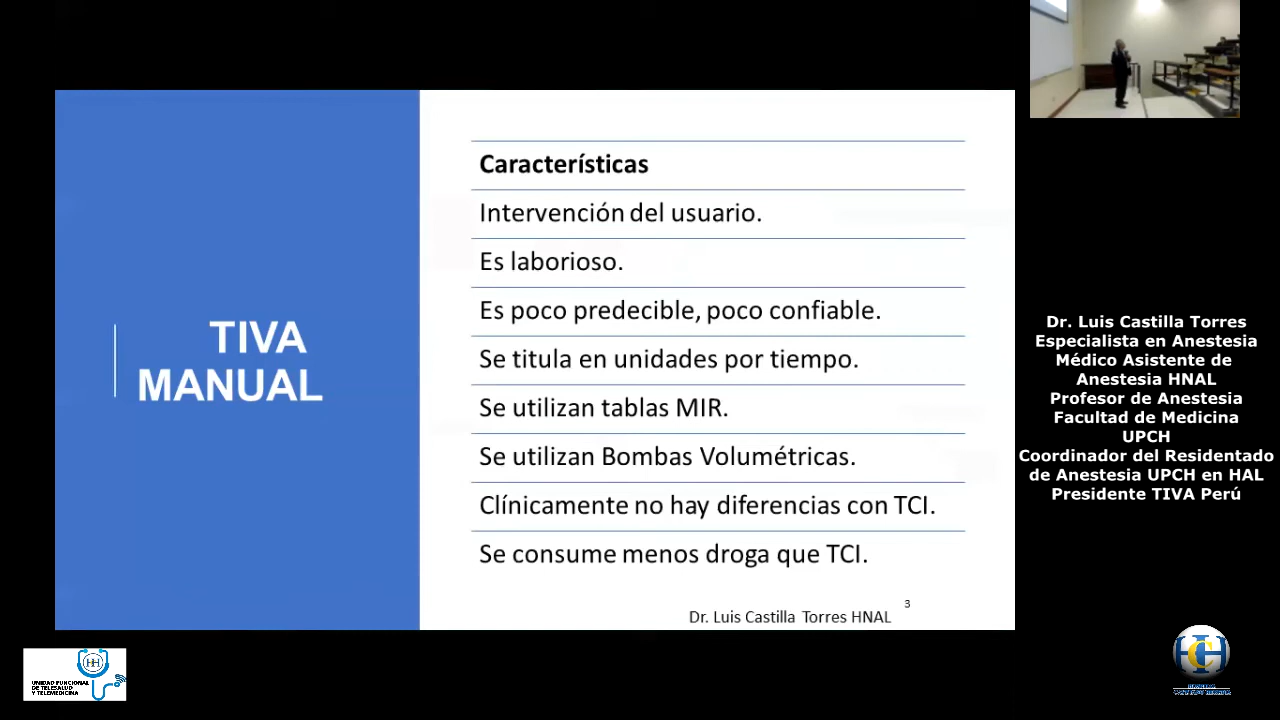 TIVA
MANUAL
Características
Intervención del usuario.
Es laborioso.
Es poco predecible, poco confiable.
Se titula en unidades por tiempo.
Se utilizan tablas MIR.
Se utilizan Bombas Volumétricas.
Clínicamente no hay diferencias con TCI.
Se consume menos droga que TCI.
3
Dr. Luis Castilla Torres HNAL
Dr. Luis Castilla Torres
Especialista en Anestesia
Médico Asistente de
Anestesia HNAL
Profesor de Anestesia
Facultad de Medicina
UPCH
Coordinador del Residentado
de Anestesia UPCH en HAL
Presidente TIVA Perú
UNIDAD FUNCIONAL
DE TELESALUD
Y TELEMEDICINA